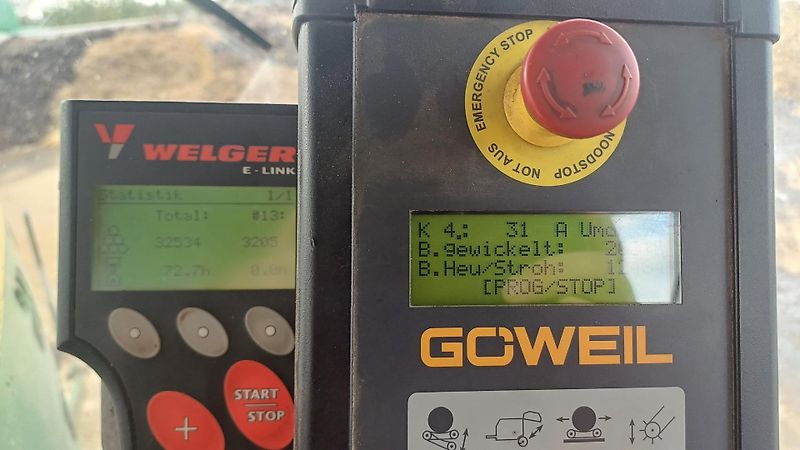 WELGER
E-LINK
Statistik 1/1
Total: #13:
32534 3205
72.7h 0.0h
+
START
STOP
EMERGENCY STOP
NOODSTOP
NOT AUS
K 4.: 31 A
B.gewickelt:
B.Heu/Stroh:
[PROG/STOP]
GÖWEIL